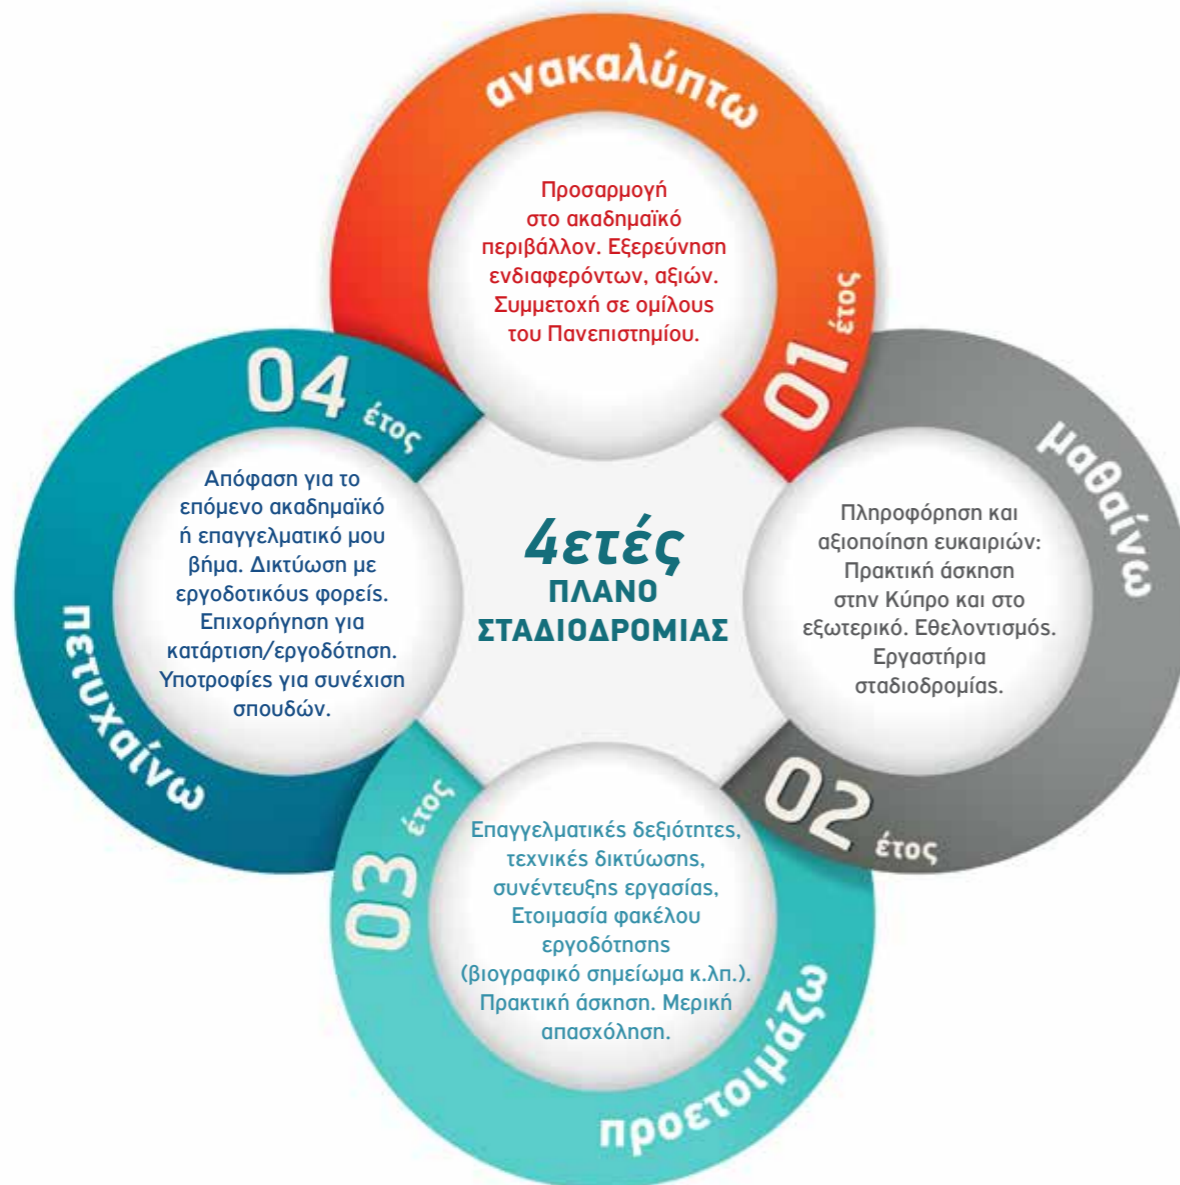 ανακαλύπτω
Προσαρμογή
στο ακαδημαϊκό
περιβάλλον. Εξερεύνηση
ενδιαφερόντων, αξιών.
Συμμετοχή σε ομίλους
του Πανεπιστημίου.
01 έτος
μαθαίνω
Πληροφόρηση και
αξιοποίηση ευκαιριών:
Πρακτική άσκηση
στην Κύπρο και στο
εξωτερικό. Εθελοντισμός.
Εργαστήρια
σταδιοδρομίας.
02 έτος
προετοιμάζω
Επαγγελματικές δεξιότητες,
τεχνικές δικτύωσης,
συνέντευξης εργασίας,
Ετοιμασία φακέλου
εργοδότησης
(βιογραφικό σημείωμα κ.λπ.).
Πρακτική άσκηση. Μερική
απασχόληση.
03 έτος
πετυχαίνω
Απόφαση για το
επόμενο ακαδημαϊκό
ή επαγγελματικό μου
βήμα. Δικτύωση με
εργοδοτικόυς φορείς.
Επιχορήγηση για
κατάρτιση/εργοδότηση.
Υποτροφίες για συνέχιση
σπουδών.
04 έτος
4ετές
ΠΛΑΝΟ
ΣΤΑΔΙΟΔΡΟΜΙΑΣ